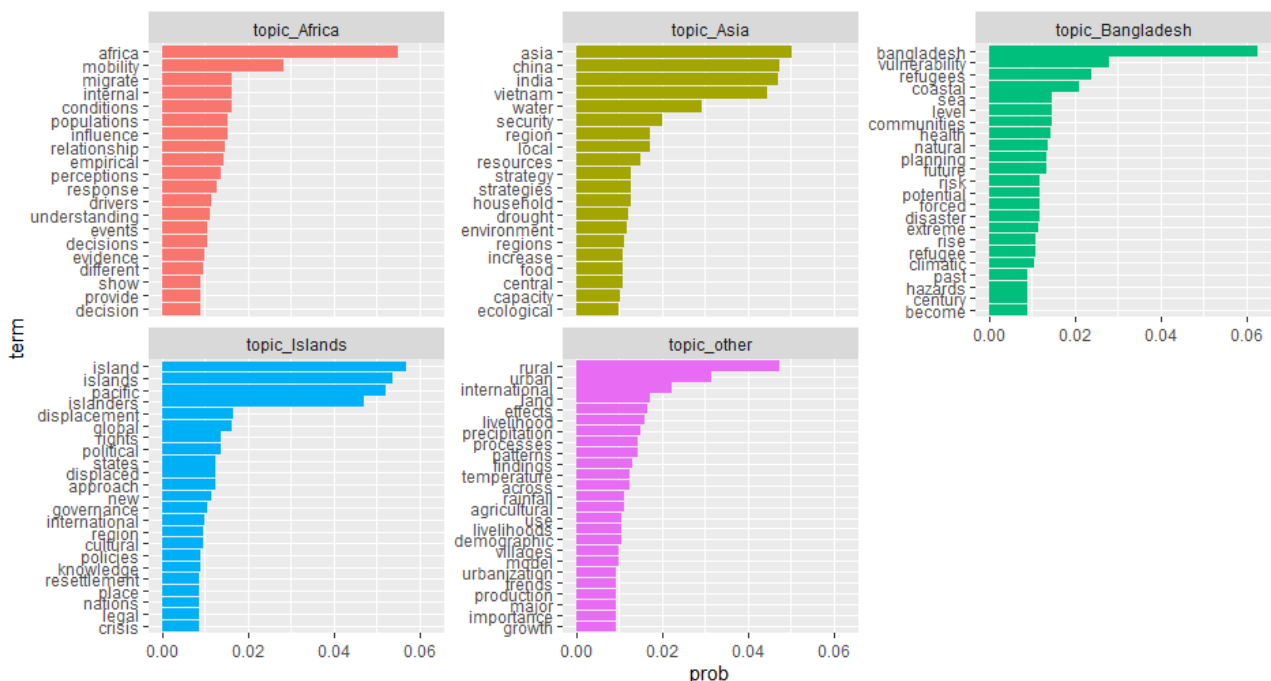 topic_Africa
africa
mobility
migrate
internal
conditions
populations
influence
relationship
empirical
perceptions
response
drivers
understanding
events
decisions
evidence
different
show
provide
decision
topic_Asia
asia
china
india
vietnam
water
security
region
local
resources
strategy
strategies
household
drought
environment
regions
increase
food
central
capacity
ecological
topic_Bangladesh
bangladesh
vulnerability
refugees
coastal
sea
level
communities
health
natural
planning
future
risk
potential
forced
disaster
extreme
rise
refugee
climatic
past
hazards
century
become
0.00 0.02 0.04 0.06
term
topic_Islands
island
islands
pacific
islanders
displacement
global
rights
political
states
displaced
approach
new
governance
international
region
cultural
policies
knowledge
resettlement
place
nations
legal
crisis
0.00 0.02 0.04 0.06
topic_other
rural
urban
international
land
effects
livelihood
precipitation
processes
patterns
findings
temperature
across
rainfall
agricultural
use
livelihoods
demographic
villages
model
urbanization
trends
production
major
importance
growth
0.00 0.02 0.04 0.06
prob